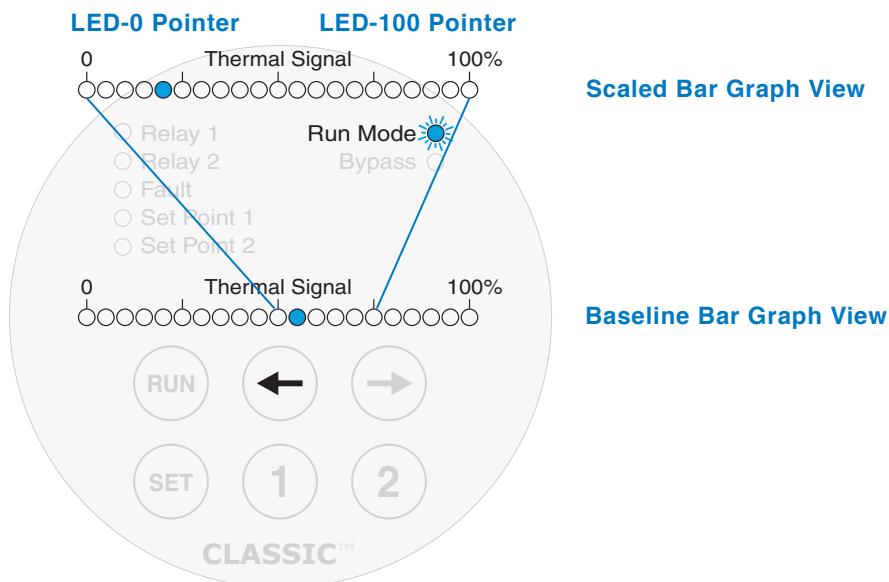 LED-0 Pointer LED-100 Pointer
0 Thermal Signal 100%
Scaled Bar Graph View
Relay 1 Run Mode
Relay 2 Bypass
Fault
Set Point 1
Set Point 2
0 Thermal Signal 100%
Baseline Bar Graph View
RUN
SET 1 2
CLASSIC™